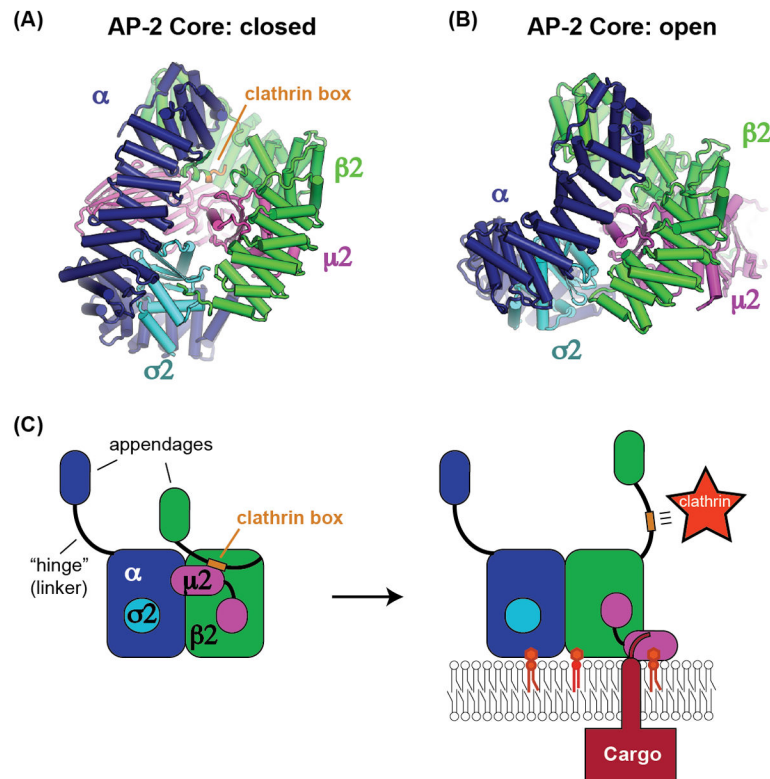 (A)
AP-2 Core: closed
(B)
AP-2 Core: open
α
clathrin box
β2
μ2
σ2
β2
α
μ2
σ2
(C)
appendages
clathrin box
"hinge"
(linker)
α
μ2
σ2
β2
clathrin
Cargo